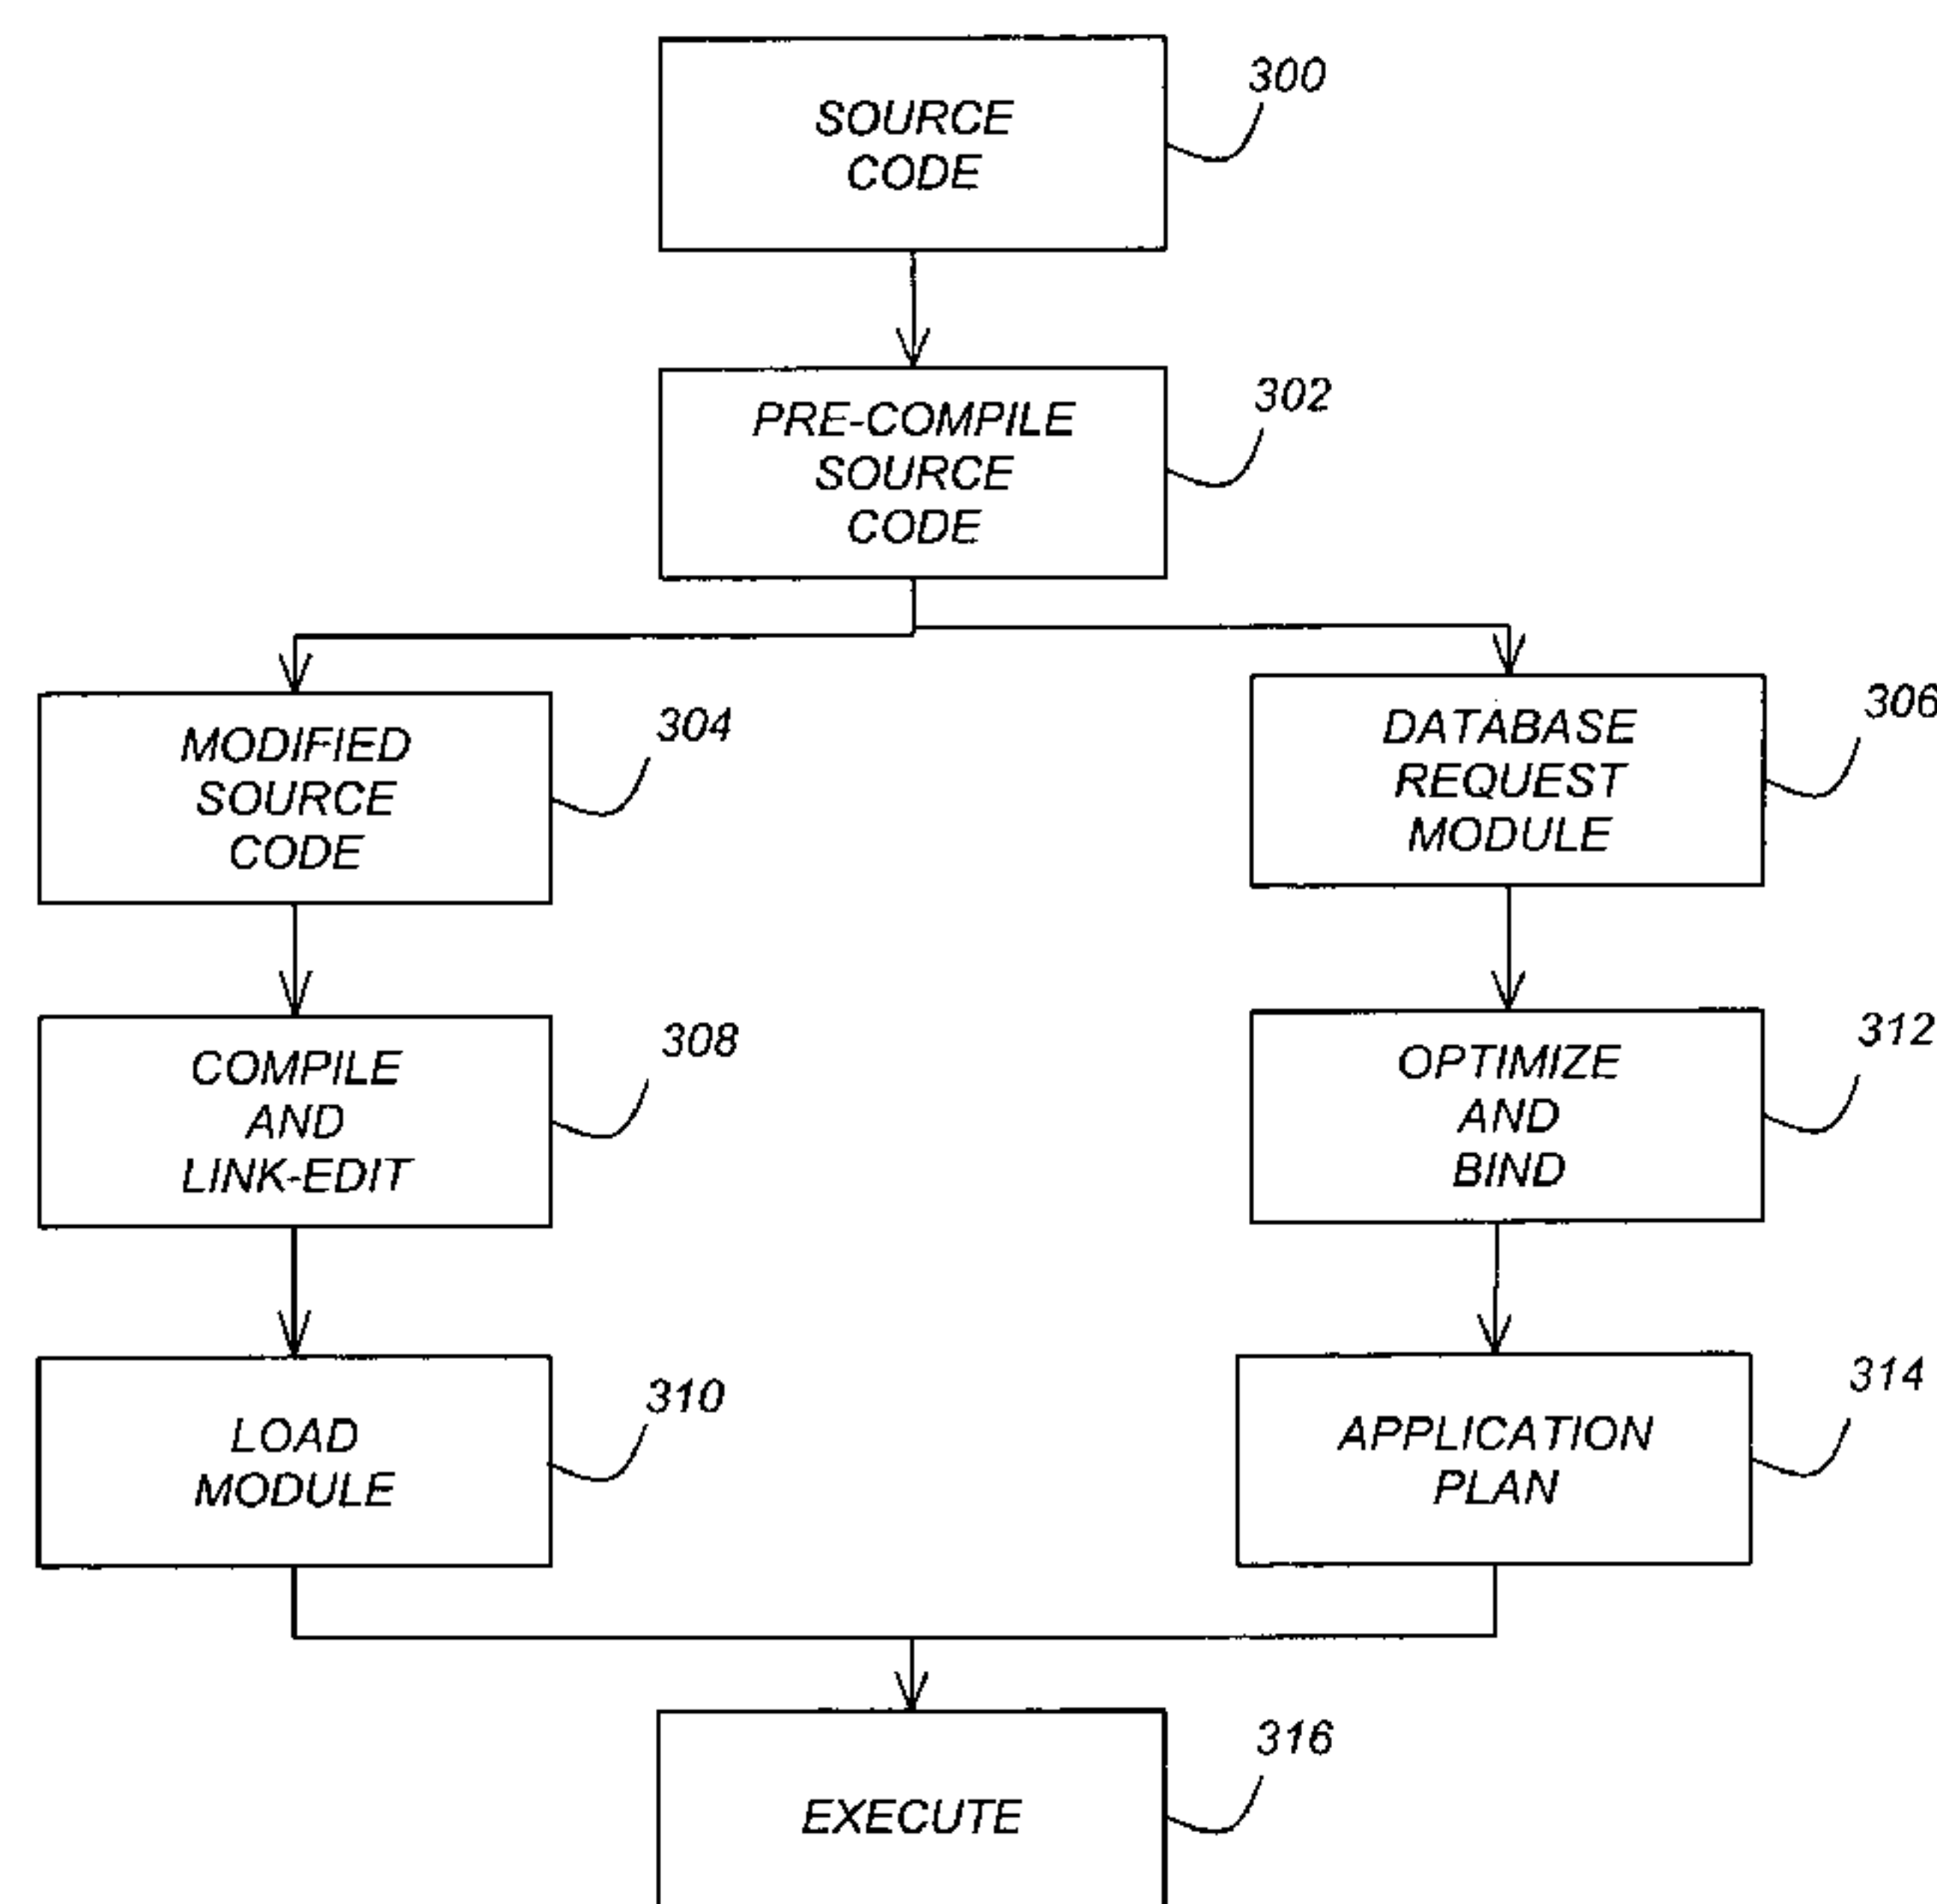 SOURCE
CODE
300
PRE-COMPILE
SOURCE
CODE
302
MODIFIED
SOURCE
CODE
304
DATABASE
REQUEST
MODULE
306
COMPILE
AND
LINK-EDIT
308
OPTIMIZE
AND
BIND
312
LOAD
MODULE
310
APPLICATION
PLAN
314
EXECUTE
316